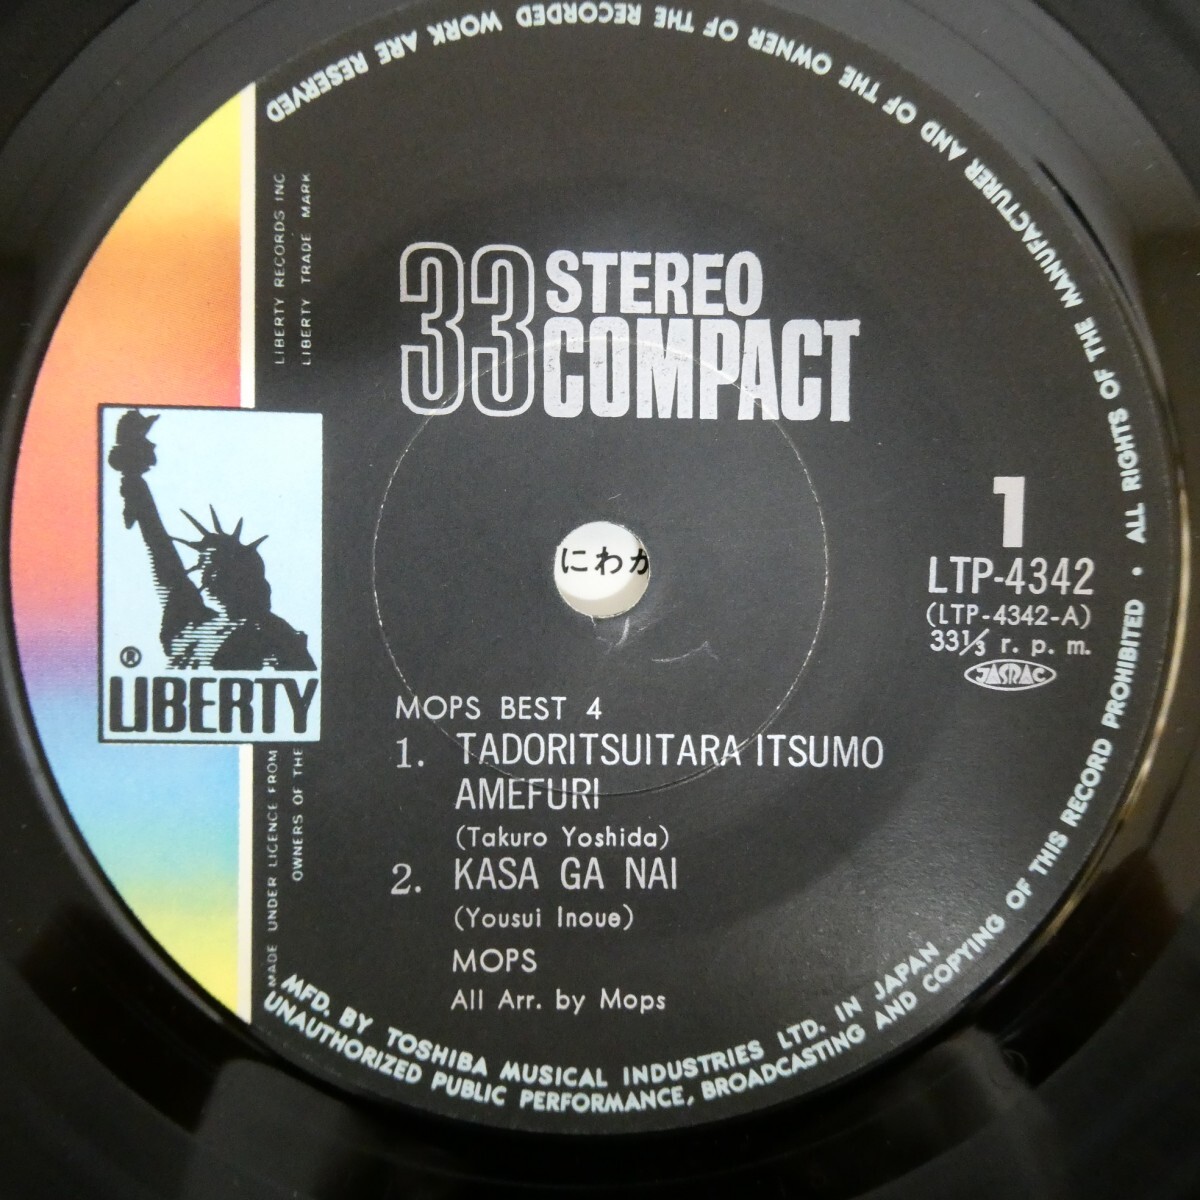 33 STEREO
COMPACT
1
LTP-4342
(LTP-4342-A)
33⅓ r. p. m.
JASRAC
にわか
MOPS BEST 4
1. TADORITSUITARA ITSUMO
AMEFURI
(Takuro Yoshida)
2. KASA GA NAI
(Yousui Inoue)
MOPS
All Arr. by Mops
®
LIBERTY
LIBERTY RECORDS INC
LIBERTY TRADE MARK
MADE UNDER LICENCE FROM
OWNERS OF THE
MFD. BY TOSHIBA MUSICAL INDUSTRIES LTD. IN JAPAN
ALL RIGHTS OF THE MANUFACTURER AND OF THE OWNER OF THE RECORDED WORK ARE RESERVED
UNAUTHORIZED PUBLIC PERFORMANCE, BROADCASTING AND COPYING OF THIS RECORD PROHIBITED •